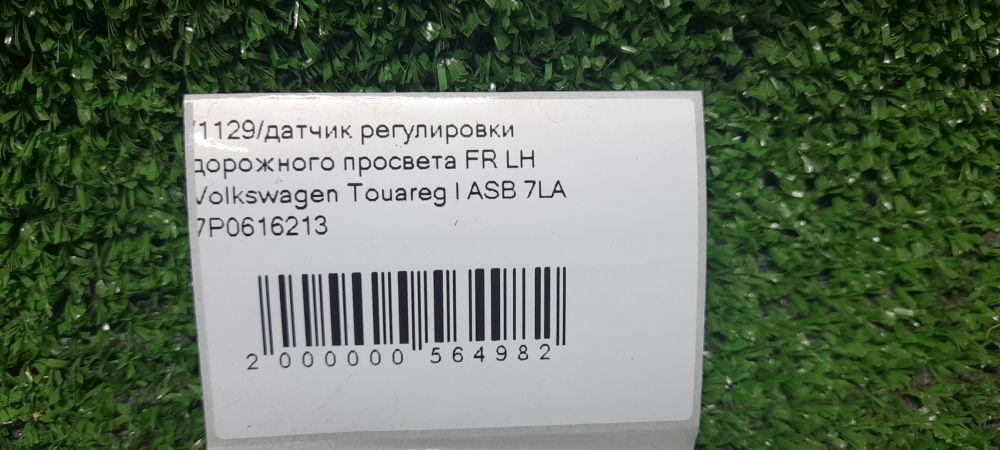 /1129/датчик регулировки
дорожного просвета FR LH
Volkswagen Touareg I ASB 7LA
7P0616213
2 000000 564982